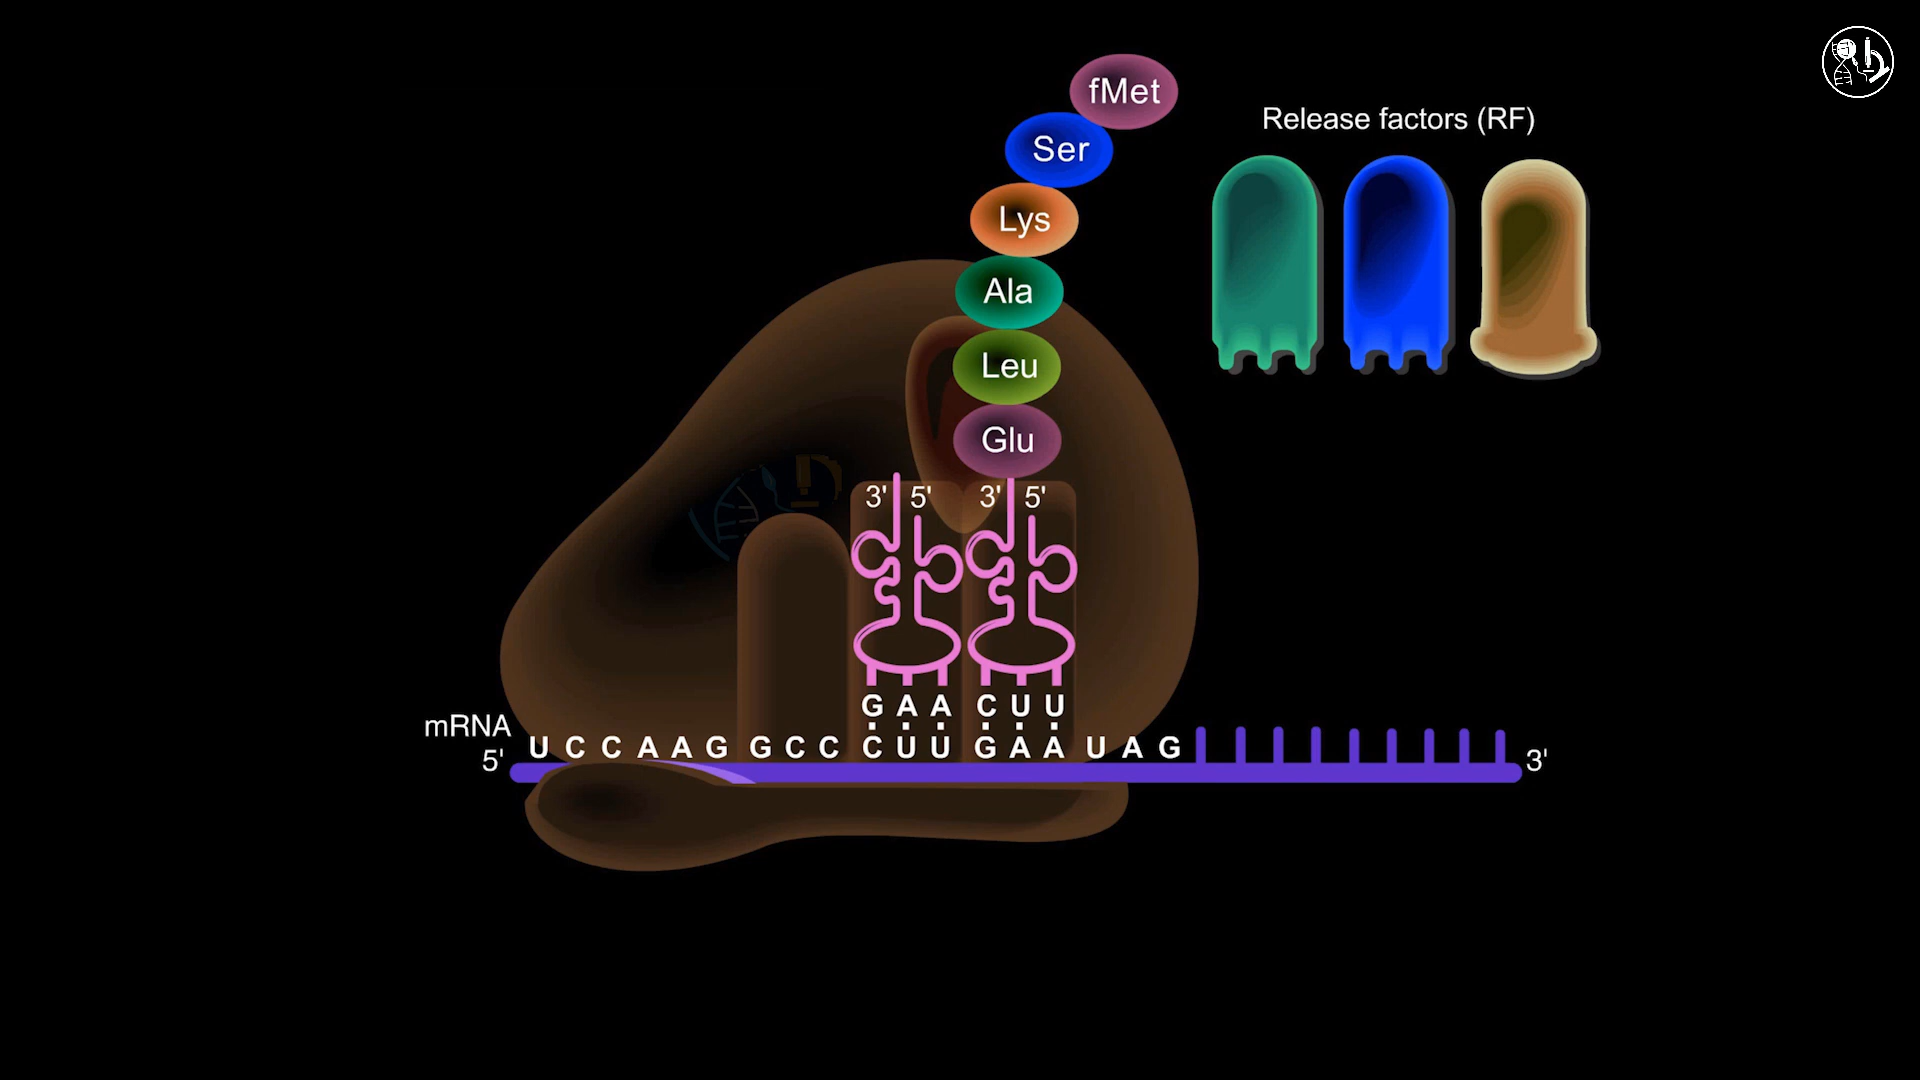 fMet
Ser
Release factors (RF)
Lys
Ala
Leu
Glu
3' 5' 3' 5'
G A A C U U
mRNA
5' U C C A A G G C C C U U G A A U A G 3'